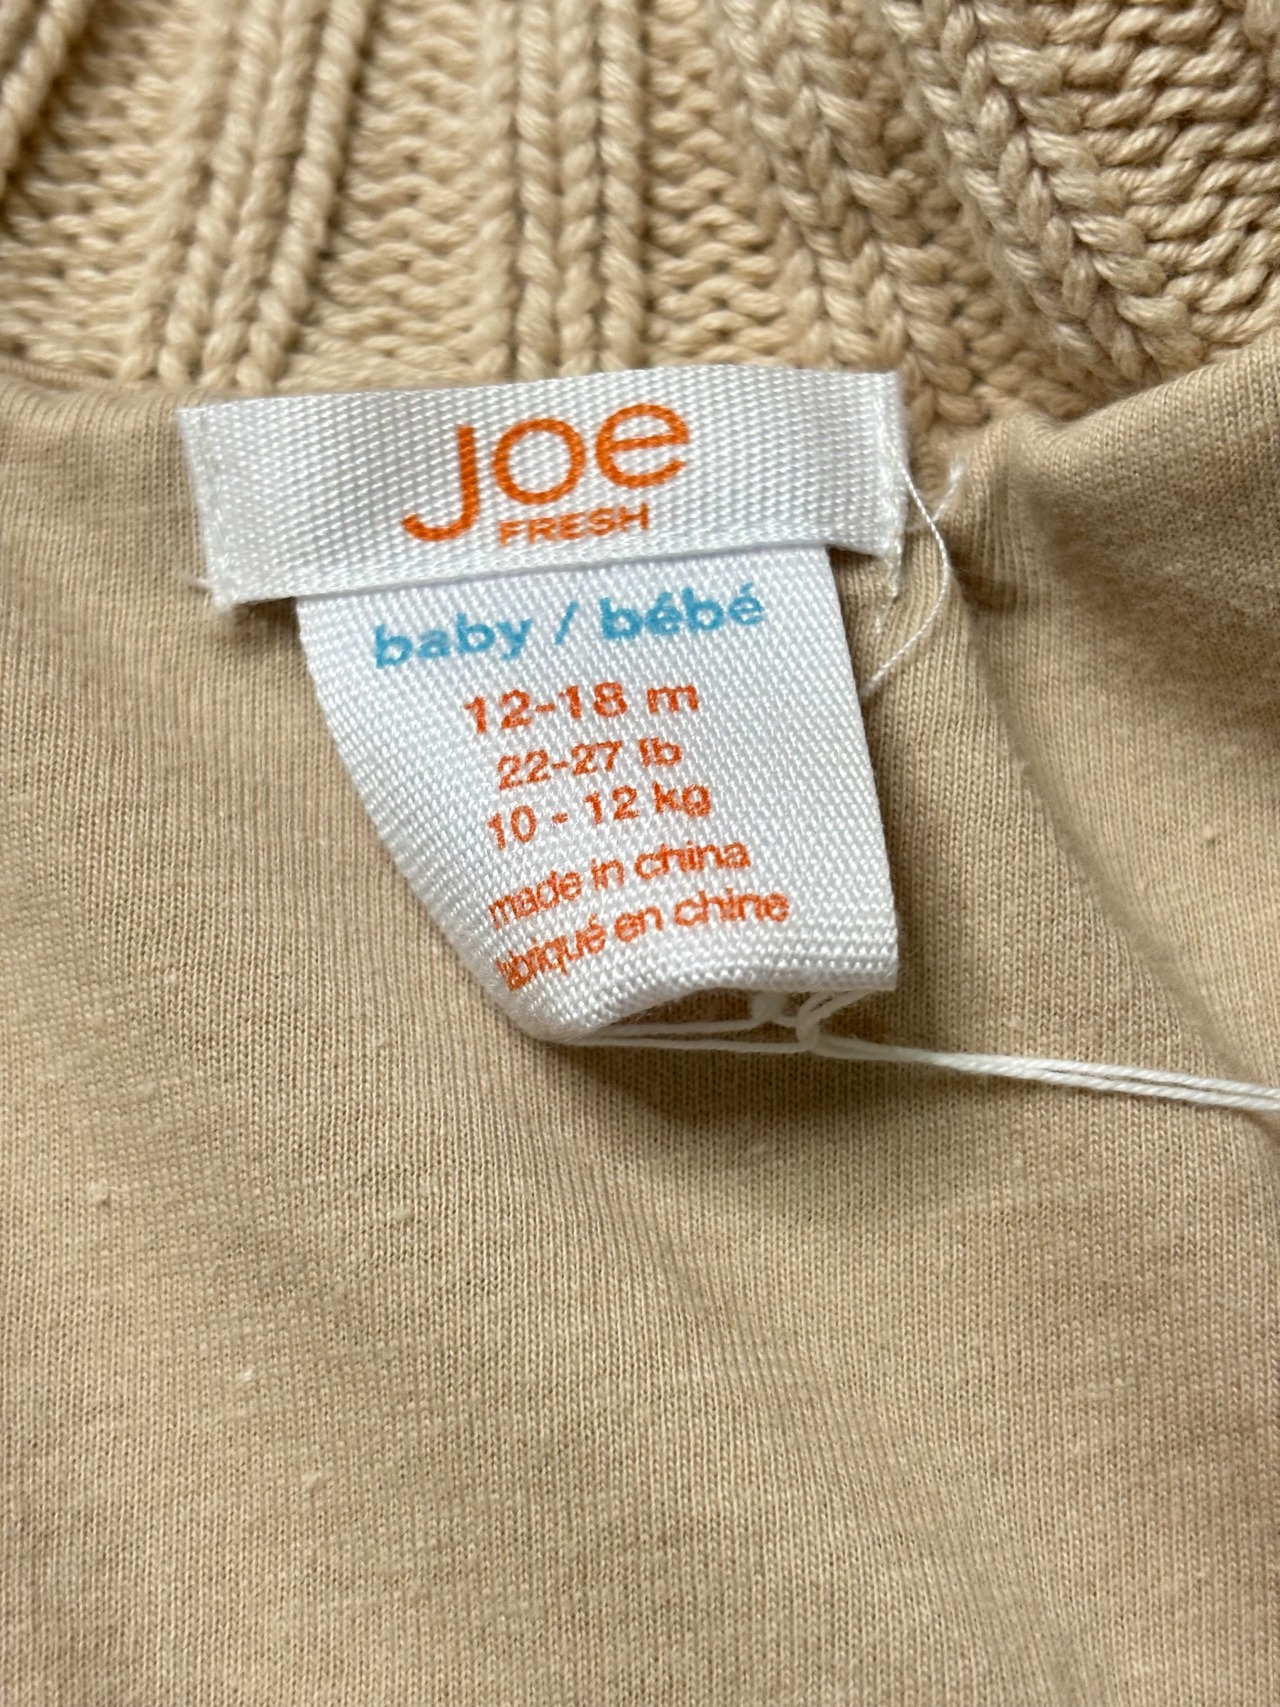 joe
FRESH
baby / bébé
12-18 m
22-27 lb
10 - 12 kg
made in china
fabriqué en chine